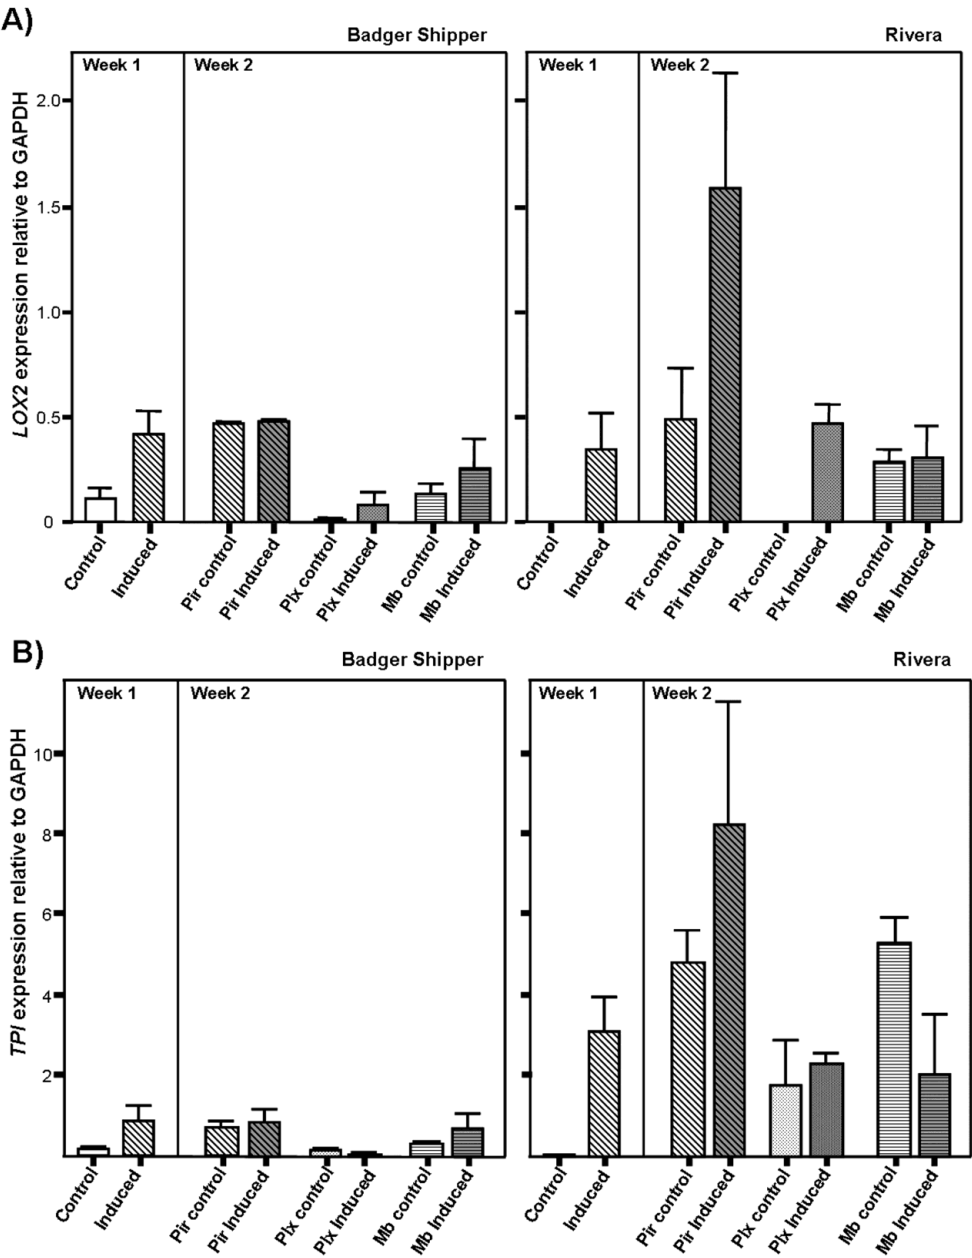 A)
Badger Shipper
Rivera
Week 1
Week 2
Week 1
Week 2
LOX2 expression relative to GAPDH
2.0
1.5
1.0
0.5
0
Control
Induced
Pir control
Pir Induced
Plx control
Plx Induced
Mb control
Mb Induced
Control
Induced
Pir control
Pir Induced
Plx control
Plx Induced
Mb control
Mb Induced
B)
Badger Shipper
Rivera
Week 1
Week 2
Week 1
Week 2
TPI expression relative to GAPDH
10
8
6
4
2
Control
Induced
Pir control
Pir Induced
Plx control
Plx Induced
Mb control
Mb Induced
Control
Induced
Pir control
Pir Induced
Plx control
Plx Induced
Mb control
Mb Induced